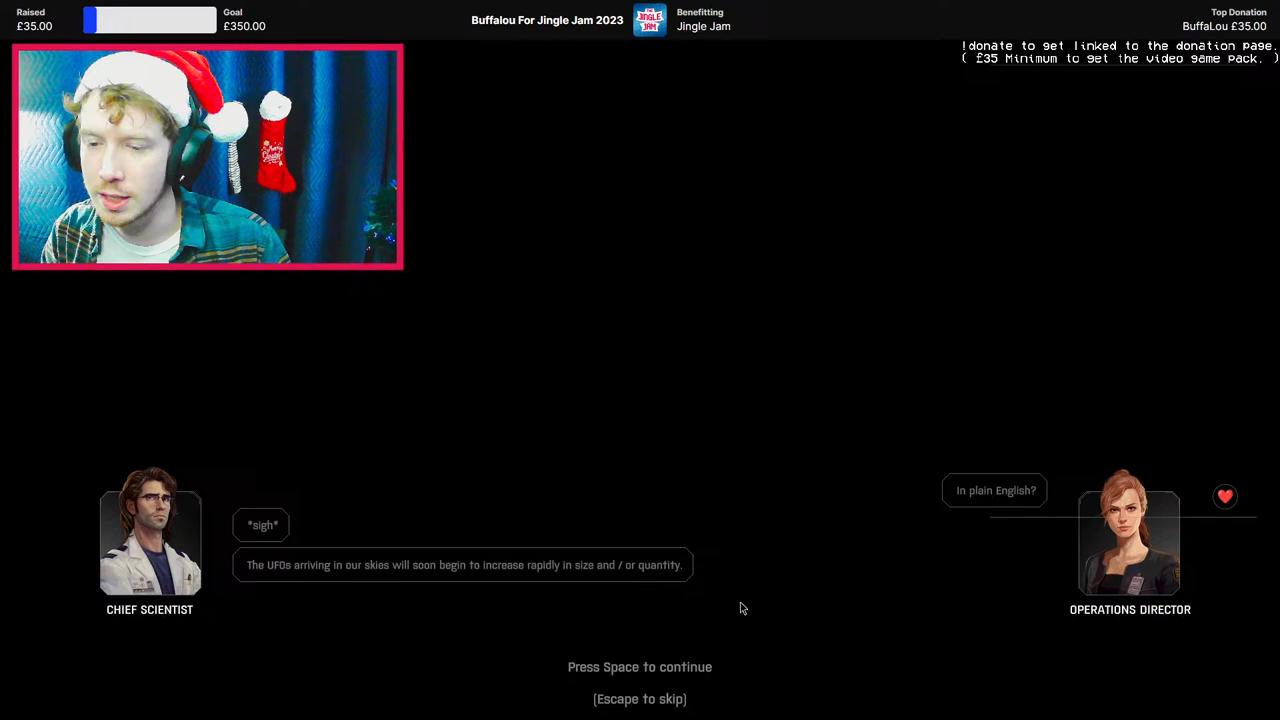 Raised
£35.00
Goal
£350.00
Buffalou For Jingle Jam 2023
THE JINGLE JAM
Benefitting
Jingle Jam
Top Donation
BuffaLou £35.00
!donate to get linked to the donation page.
( £35 Minimum to get the video game pack. )
In plain English?
*sigh*
The UFOs arriving in our skies will soon begin to increase rapidly in size and / or quantity.
CHIEF SCIENTIST
OPERATIONS DIRECTOR
Press Space to continue
(Escape to skip)